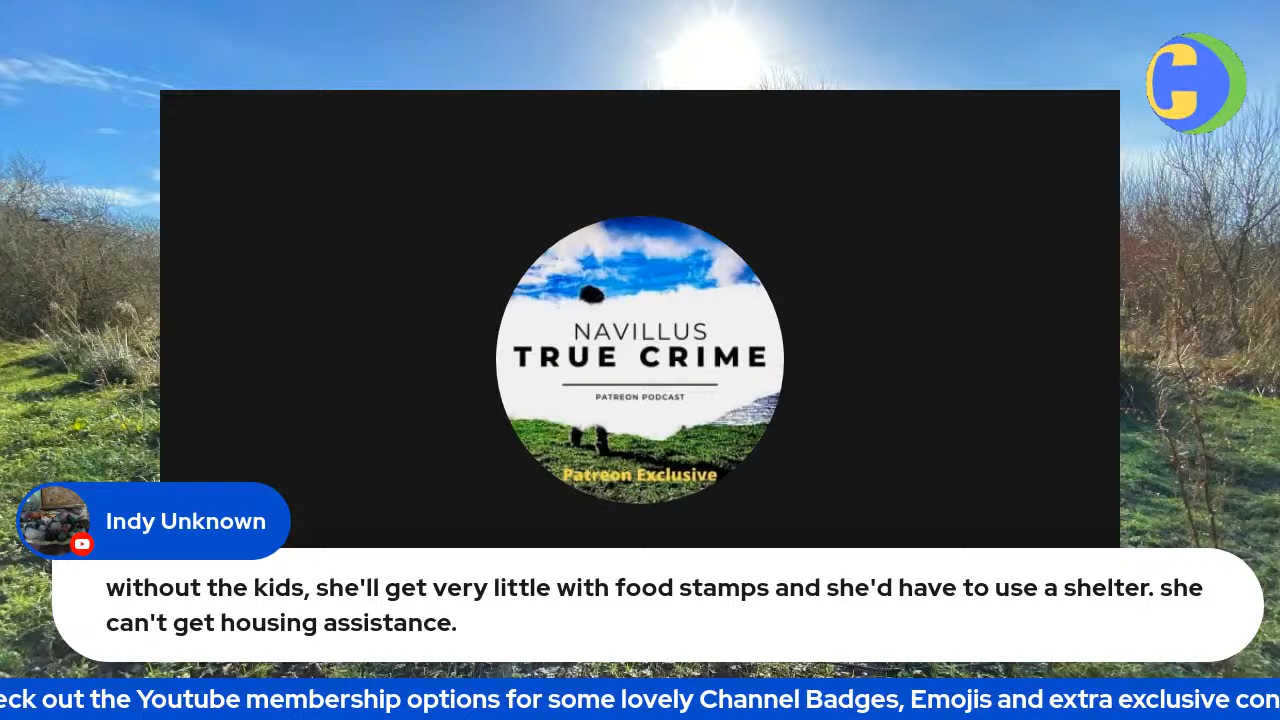 NAVILLUS
TRUE CRIME
PATREON PODCAST
Patreon Exclusive
Indy Unknown
without the kids, she'll get very little with food stamps and she'd have to use a shelter. she
can't get housing assistance.
eck out the Youtube membership options for some lovely Channel Badges, Emojis and extra exclusive con